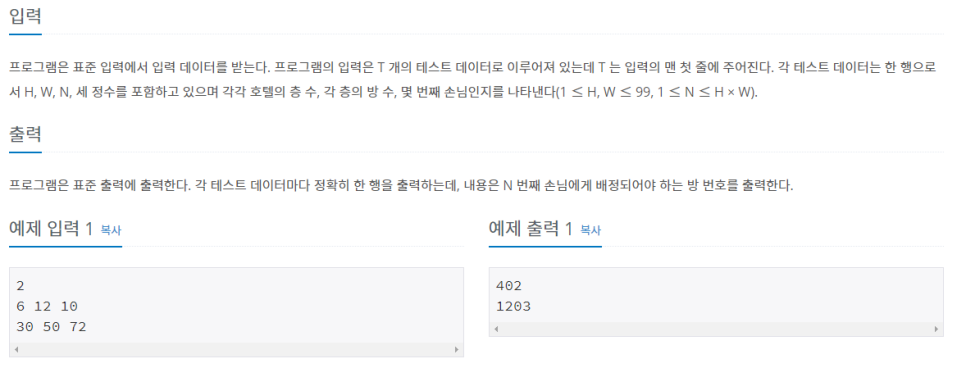 입력
프로그램은 표준 입력에서 입력 데이터를 받는다. 프로그램의 입력은 T 개의 테스트 데이터로 이루어져 있는데 T 는 입력의 맨 첫 줄에 주어진다. 각 테스트 데이터는 한 행으로
서 H, W, N, 세 정수를 포함하고 있으며 각각 호텔의 층 수, 각 층의 방 수, 몇 번째 손님인지를 나타낸다(1 ≤ H, W ≤ 99, 1 ≤ N ≤ H × W).
출력
프로그램은 표준 출력에 출력한다. 각 테스트 데이터마다 정확히 한 행을 출력하는데, 내용은 N 번째 손님에게 배정되어야 하는 방 번호를 출력한다.
예제 입력 1 복사
2
6 12 10
30 50 72
예제 출력 1 복사
402
1203